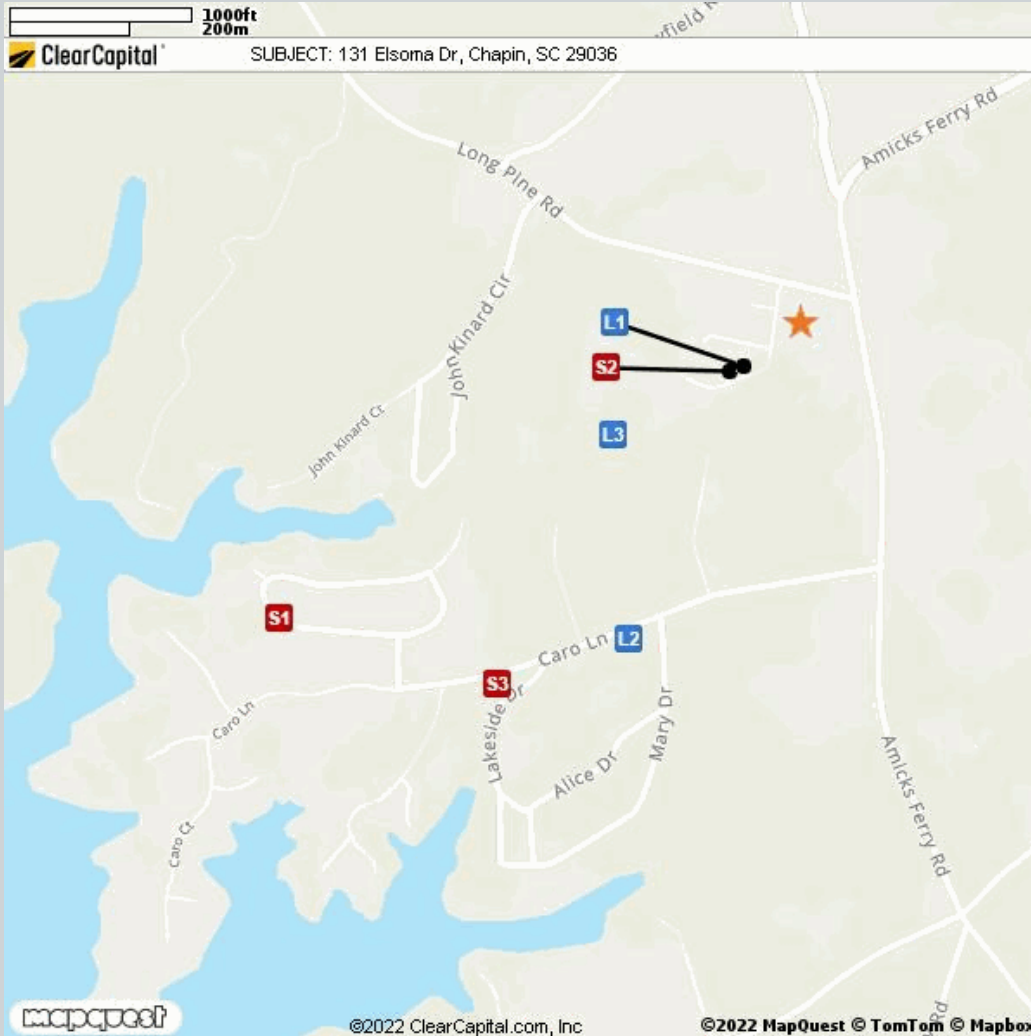 1000ft
200m
ClearCapital
SUBJECT: 131 Elsoma Dr, Chapin, SC 29036
Amicks Ferry Rd
Long Pine Rd
John Kinard Cir
L1
S2
L3
John Kinard Ct
S1
L2
Caro Ln
S3
Lakeside Dr
Mary Dr
Caro Ln
Alice Dr
Amicks Ferry Rd
Caro Ct
Rd
mapquest
©2022 ClearCapital.com, Inc
©2022 MapQuest © TomTom © Mapbox